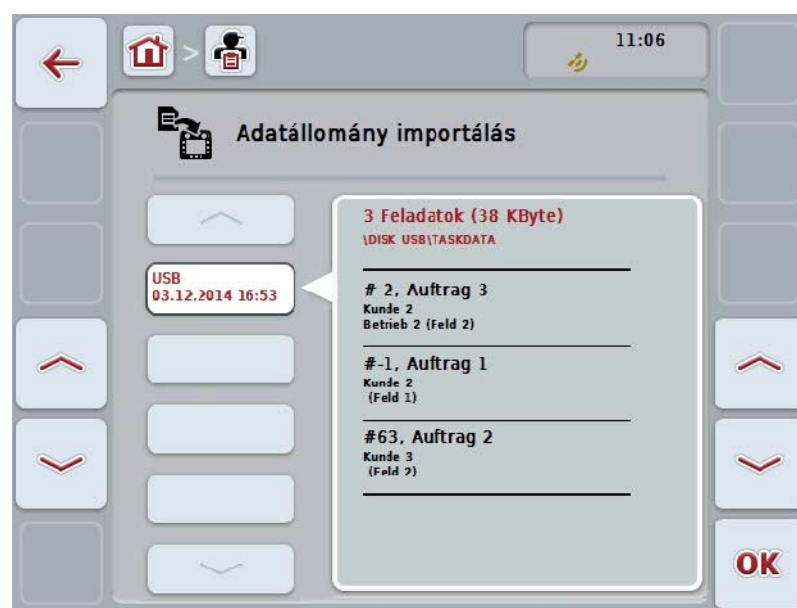 >
11:06
Adatállomány importálás
USB
03.12.2014 16:53
3 Feladatok (38 KByte)
\DISK USB\TASKDATA
# 2, Auftrag 3
Kunde 2
Betrieb 2 (Feld 2)
#-1, Auftrag 1
Kunde 2
(Feld 1)
#63, Auftrag 2
Kunde 3
(Feld 2)
OK